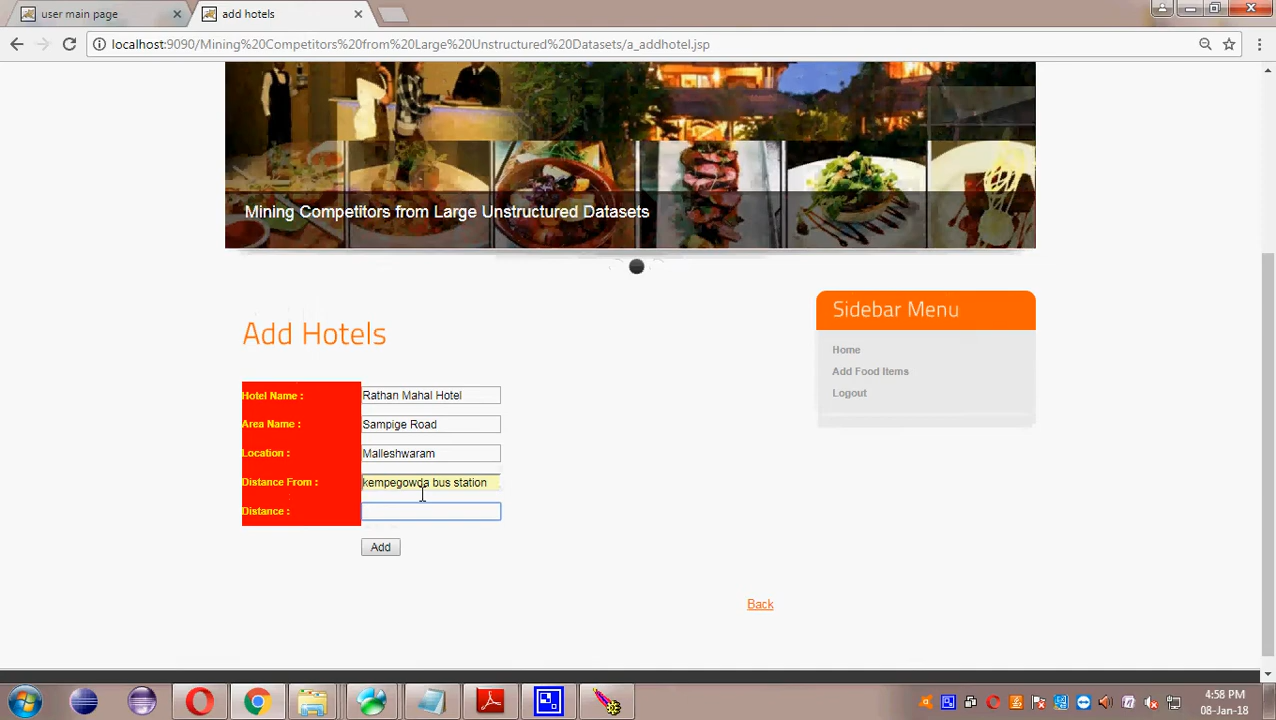 user main page
add hotels
localhost:9090/Mining%20Competitors%20from%20Large%20Unstructured%20Datasets/a_addhotel.jsp
Mining Competitors from Large Unstructured Datasets
Sidebar Menu
Home
Add Food Items
Logout
Add Hotels
Hotel Name : Rathan Mahal Hotel
Area Name : Sampige Road
Location : Malleshwaram
Distance From : kempegowda bus station
Distance :
Add
Back
4:58 PM
08-Jan-18